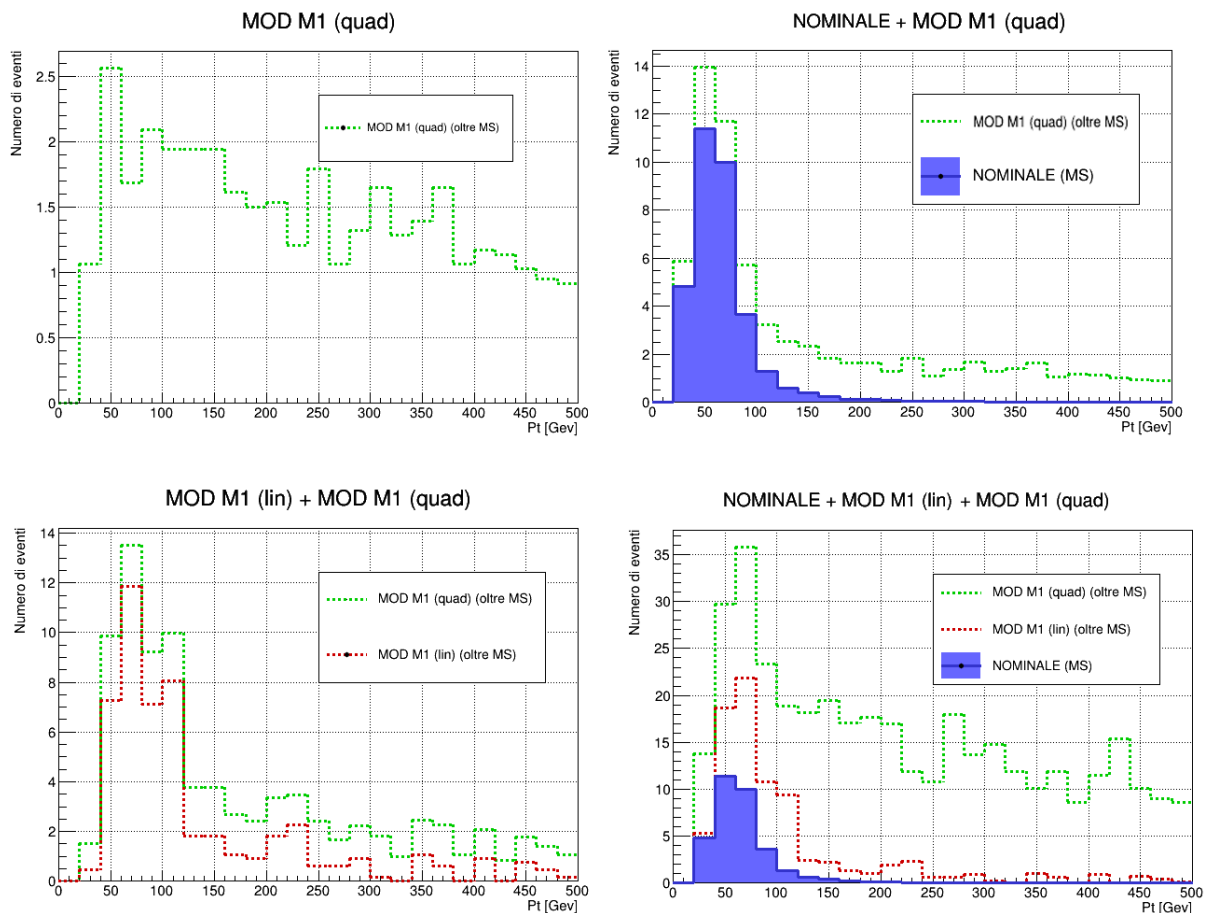 MOD M1 (quad)
Numero di eventi
2.5
2
1.5
1
0.5
0
MOD M1 (quad) (oltre MS)
0 50 100 150 200 250 300 350 400 450 500
Pt [Gev]
NOMINALE + MOD M1 (quad)
Numero di eventi
14
12
10
8
6
4
2
0
MOD M1 (quad) (oltre MS)
NOMINALE (MS)
0 50 100 150 200 250 300 350 400 450 500
Pt [Gev]
MOD M1 (lin) + MOD M1 (quad)
Numero di eventi
14
12
10
8
6
4
2
0
MOD M1 (quad) (oltre MS)
MOD M1 (lin) (oltre MS)
0 50 100 150 200 250 300 350 400 450 500
Pt [Gev]
NOMINALE + MOD M1 (lin) + MOD M1 (quad)
Numero di eventi
35
30
25
20
15
10
5
0
MOD M1 (quad) (oltre MS)
MOD M1 (lin) (oltre MS)
NOMINALE (MS)
0 50 100 150 200 250 300 350 400 450 500
Pt [Gev]